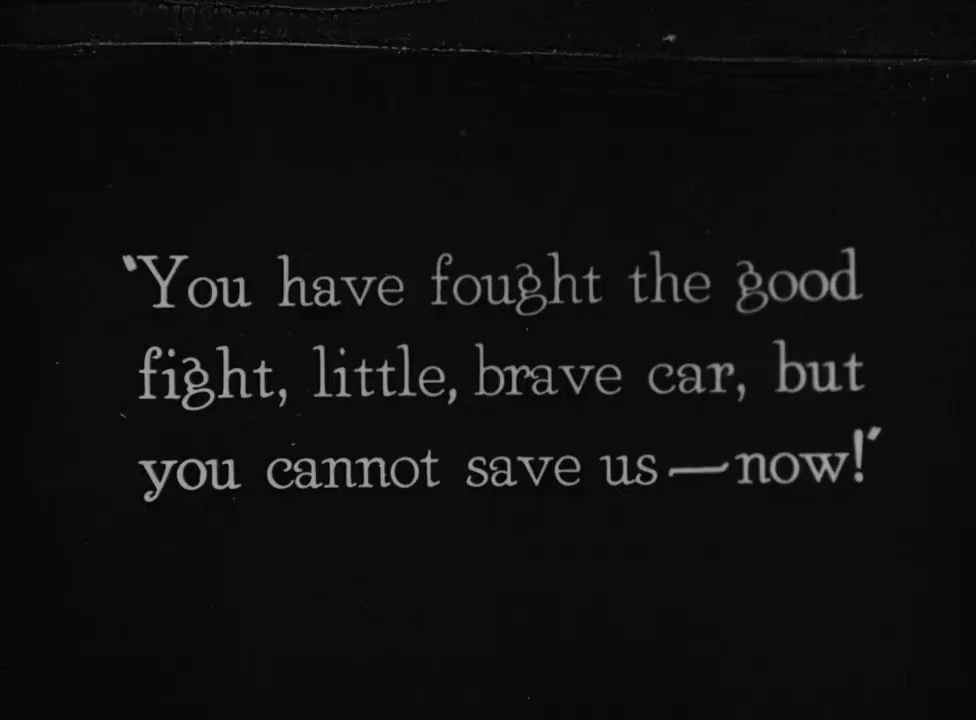 "You have fought the good
fight, little, brave car, but
you cannot save us—now!"